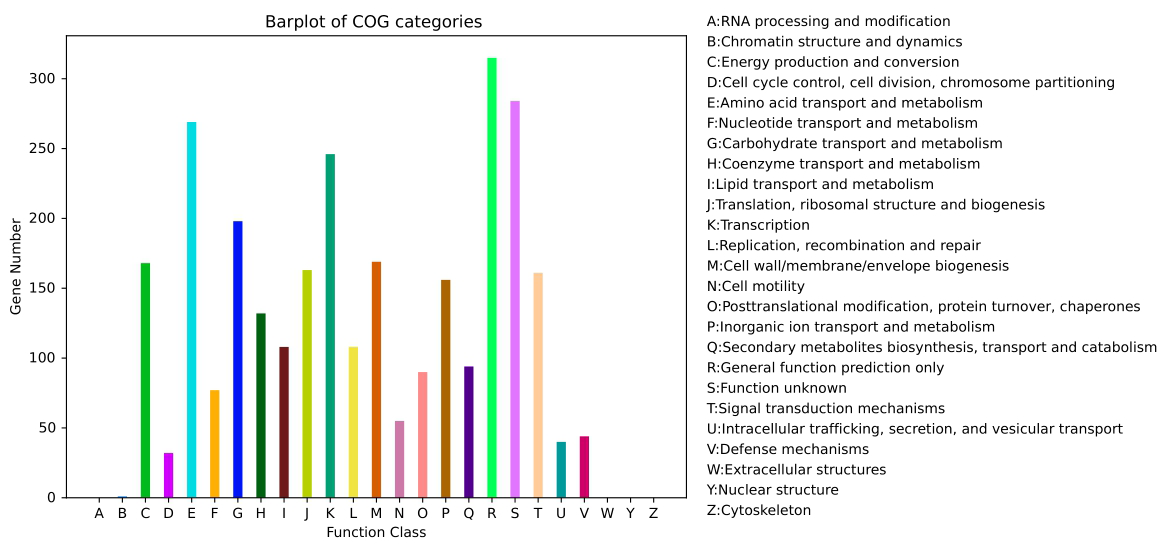 Barplot of COG categories
Gene Number
300
250
200
150
100
50
0
A B C D E F G H I J K L M N O P Q R S T U V W Y Z
Function Class
A:RNA processing and modification
B:Chromatin structure and dynamics
C:Energy production and conversion
D:Cell cycle control, cell division, chromosome partitioning
E:Amino acid transport and metabolism
F:Nucleotide transport and metabolism
G:Carbohydrate transport and metabolism
H:Coenzyme transport and metabolism
I:Lipid transport and metabolism
J:Translation, ribosomal structure and biogenesis
K:Transcription
L:Replication, recombination and repair
M:Cell wall/membrane/envelope biogenesis
N:Cell motility
O:Posttranslational modification, protein turnover, chaperones
P:Inorganic ion transport and metabolism
Q:Secondary metabolites biosynthesis, transport and catabolism
R:General function prediction only
S:Function unknown
T:Signal transduction mechanisms
U:Intracellular trafficking, secretion, and vesicular transport
V:Defense mechanisms
W:Extracellular structures
Y:Nuclear structure
Z:Cytoskeleton